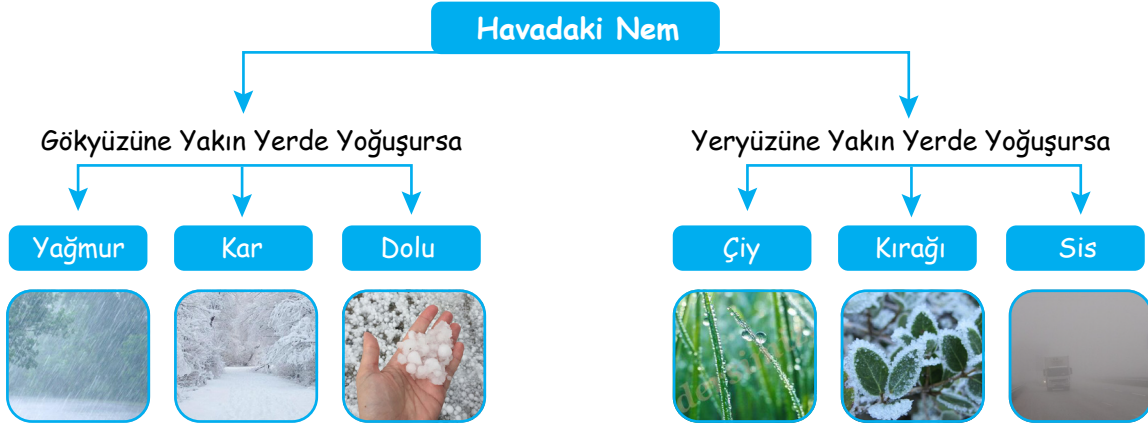 Havadaki Nem
Gökyüzüne Yakın Yerde Yoğuşursa
Yeryüzüne Yakın Yerde Yoğuşursa
Yağmur
Kar
Dolu
Çiy
Kırağı
Sis